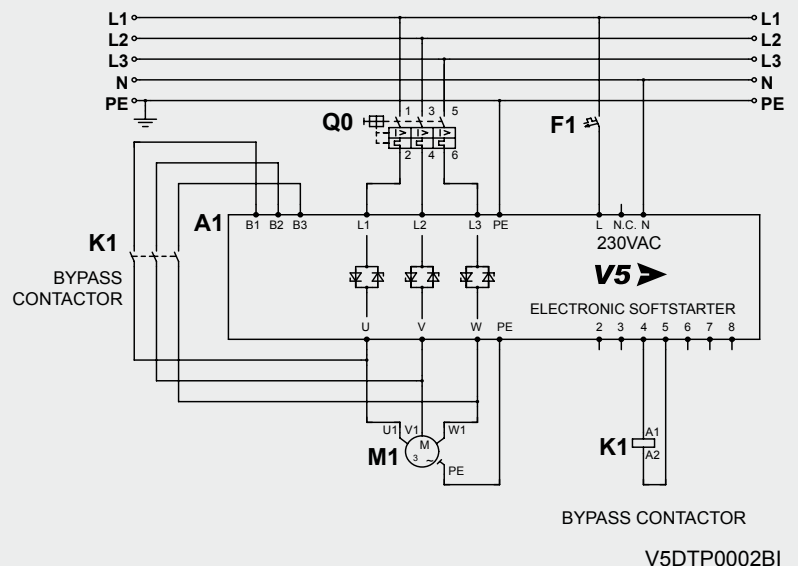 L1 L1
L2 L2
L3 L3
N N
PE PE
1 3 5
Q0 F1
I> I> I>
2 4 6
A1 B1 B2 B3 L1 L2 L3 PE L N.C. N
K1 230VAC
BYPASS
CONTACTOR
V5
ELECTRONIC SOFTSTARTER
U V W PE 2 3 4 5 6 7 8
U1 V1 W1
M
3 ~
M1 PE
K1 A1
A2
BYPASS CONTACTOR
V5DTP0002BI